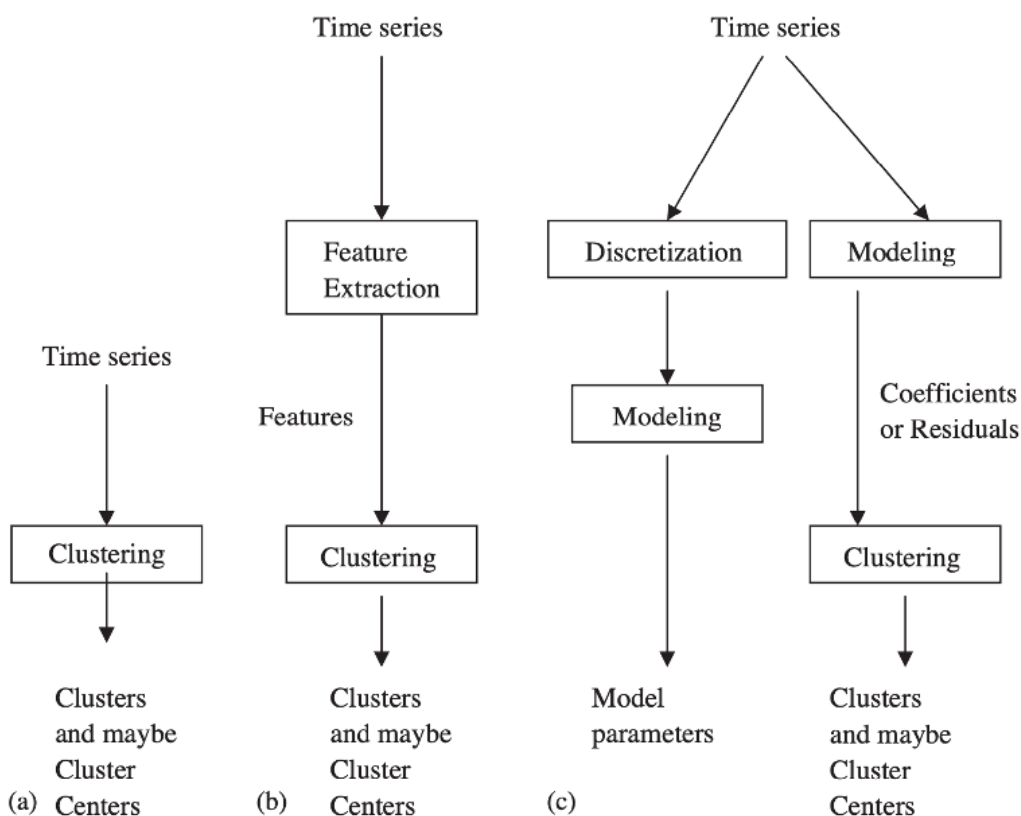 Time series
Clustering
Clusters
and maybe
Cluster
Centers
(a)
Time series
Feature
Extraction
Features
Clustering
Clusters
and maybe
Cluster
Centers
(b)
Time series
Discretization
Modeling
Model
parameters
Modeling
Coefficients
or Residuals
Clustering
Clusters
and maybe
Cluster
Centers
(c)